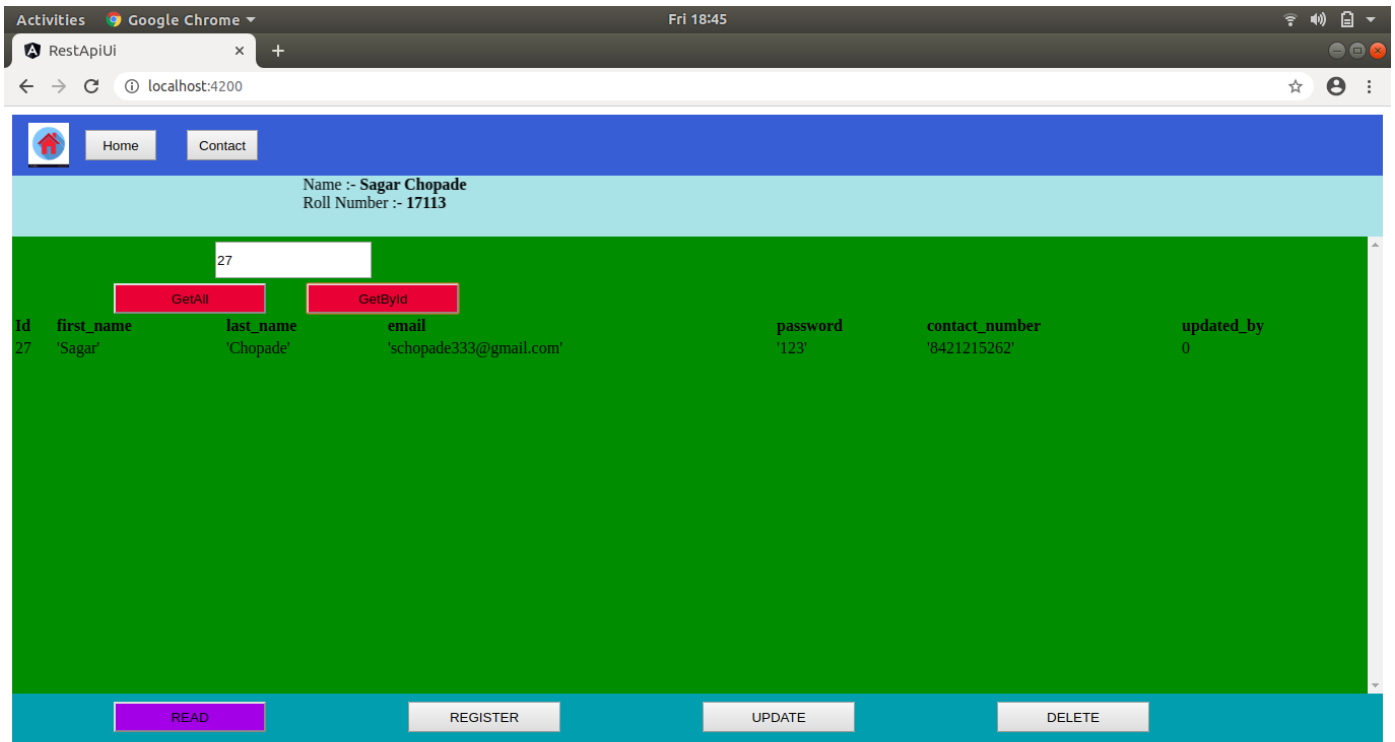 Activities Google Chrome Fri 18:45
RestApiUi × +
localhost:4200
Home Contact
Name :- Sagar Chopade
Roll Number :- 17113
27
GetAll GetById
Id first_name last_name email password contact_number updated_by
27 'Sagar' 'Chopade' 'schopade333@gmail.com' '123' '8421215262' 0
READ REGISTER UPDATE DELETE